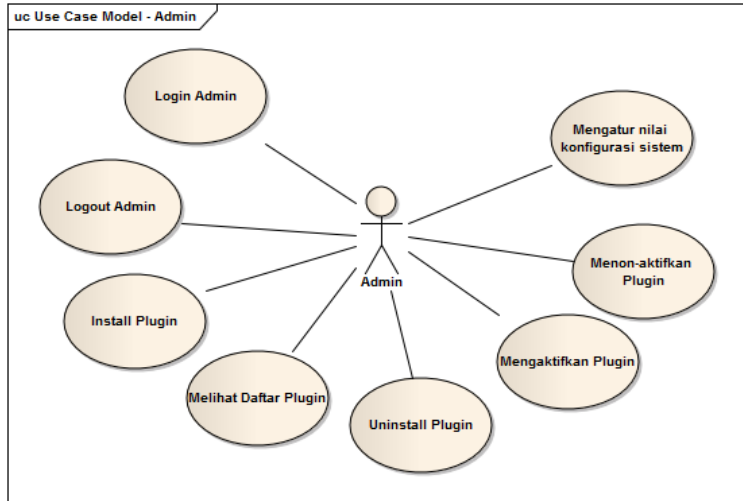 uc Use Case Model - Admin
Login Admin
Mengatur nilai
konfigurasi sistem
Logout Admin
Menon-aktifkan
Plugin
Admin
Install Plugin
Mengaktifkan Plugin
Melihat Daftar Plugin
Uninstall Plugin